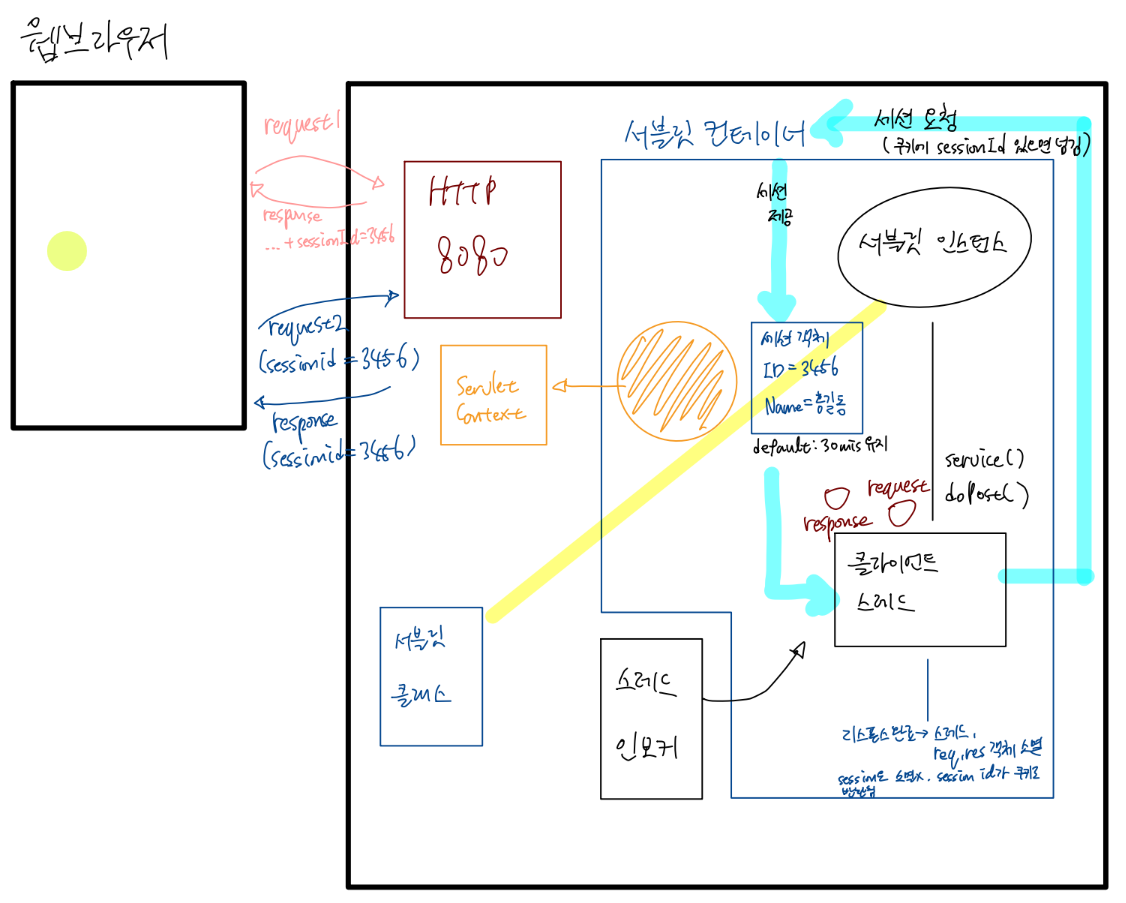 웹브라우저
request1
response
... + sessionId=3456
request2
(sessionid=3456)
response
(sessionid=3456)
HTTP
8080
Servlet
Context
서블릿
클래스
서블릿 컨테이너
세션 요청
(쿠키에 sessionId 있으면 넘김)
세션
제공
서블릿 인스턴스
세션 객체
ID=3456
Name=홍길동
default: 30mis 유지
service()
doPost()
request
response
클라이언트
스레드
스레드
인보커
리스폰스 완료→ 스레드,
req, res 객체 소멸
session은 소멸x. session id가 쿠키로
반환됨